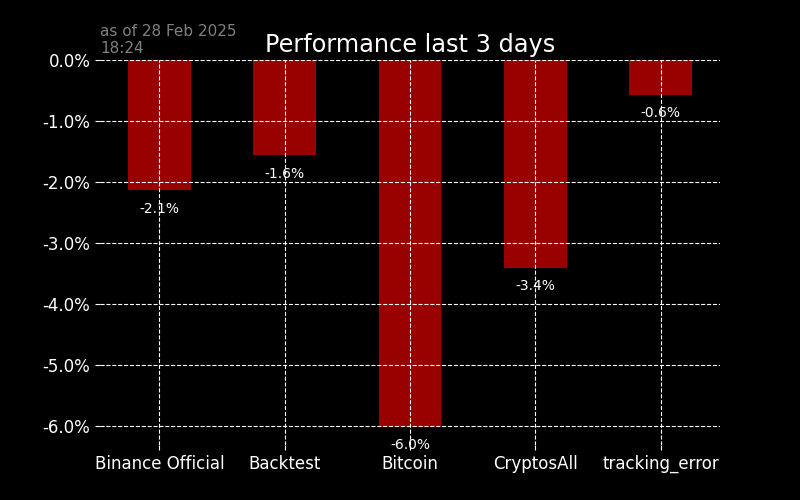 as of 28 Feb 2025
18:24
Performance last 3 days
0.0%
-1.0%
-2.0%
-3.0%
-4.0%
-5.0%
-6.0%
-2.1%
-1.6%
-6.0%
-3.4%
-0.6%
Binance Official
Backtest
Bitcoin
CryptosAll
tracking_error